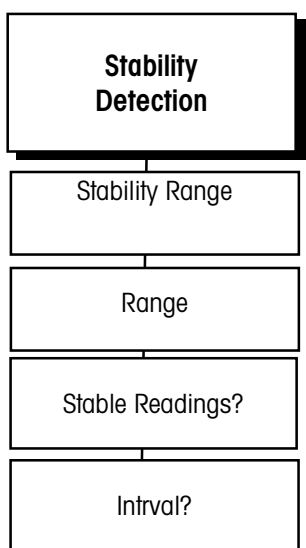 Stability
Detection
Stability Range
Range
Stable Readings?
Intrval?